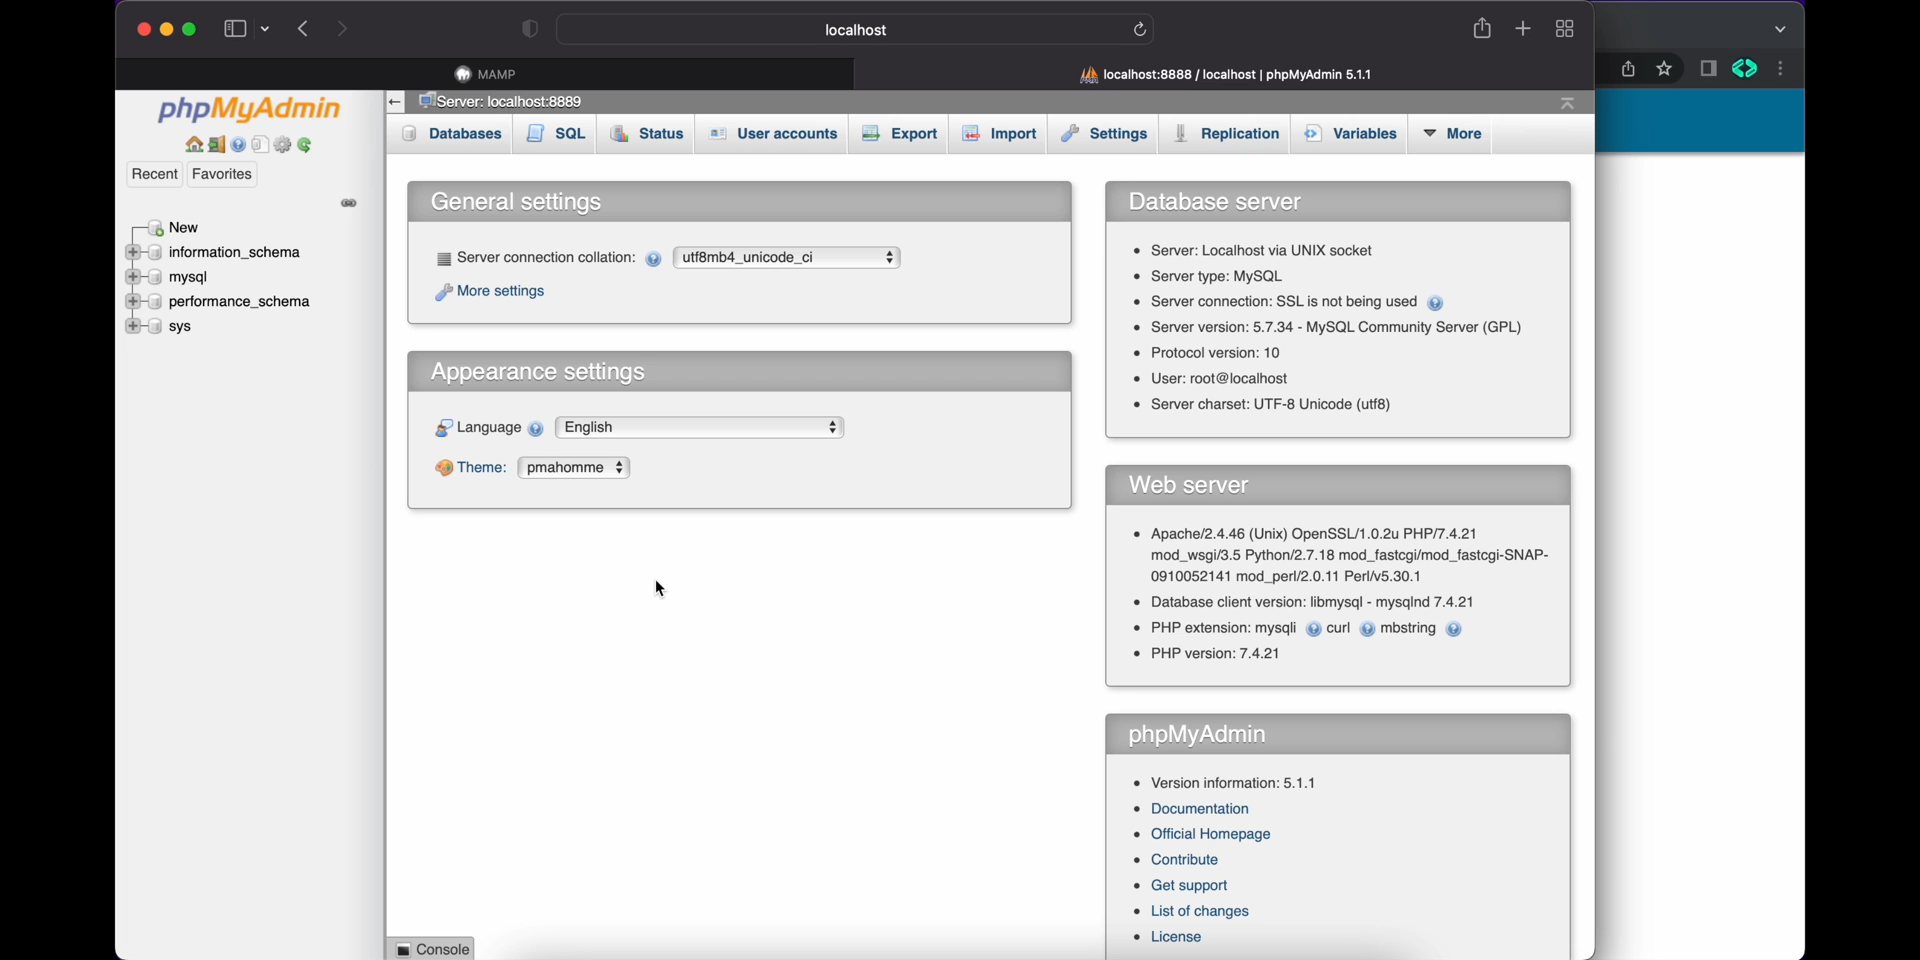 localhost
MAMP
localhost:8888 / localhost | phpMyAdmin 5.1.1
phpMyAdmin
Recent
Favorites
New
information_schema
mysql
performance_schema
sys
Server: localhost:8889
Databases
SQL
Status
User accounts
Export
Import
Settings
Replication
Variables
More
General settings
Server connection collation:
utf8mb4_unicode_ci
More settings
Appearance settings
Language
English
Theme:
pmahomme
Database server
Server: Localhost via UNIX socket
Server type: MySQL
Server connection: SSL is not being used
Server version: 5.7.34 - MySQL Community Server (GPL)
Protocol version: 10
User: root@localhost
Server charset: UTF-8 Unicode (utf8)
Web server
Apache/2.4.46 (Unix) OpenSSL/1.0.2u PHP/7.4.21
mod_wsgi/3.5 Python/2.7.18 mod_fastcgi/mod_fastcgi-SNAP-
0910052141 mod_perl/2.0.11 Perl/v5.30.1
Database client version: libmysql - mysqlnd 7.4.21
PHP extension: mysqli curl mbstring
PHP version: 7.4.21
phpMyAdmin
Version information: 5.1.1
Documentation
Official Homepage
Contribute
Get support
List of changes
License
Console